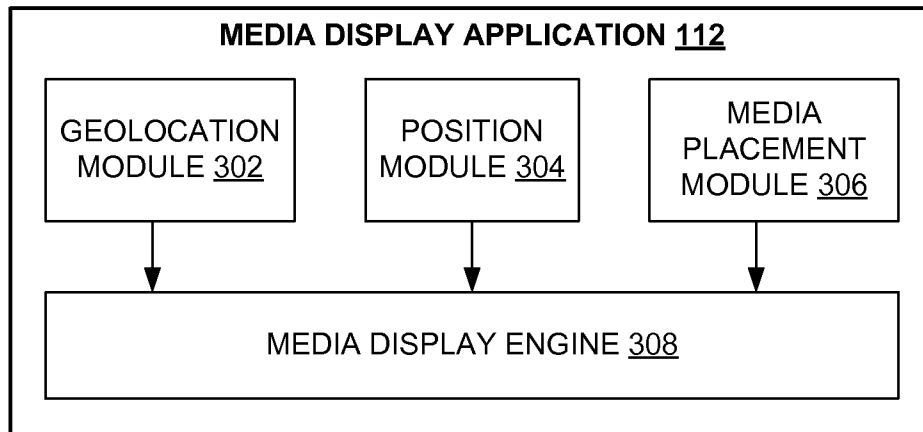 MEDIA DISPLAY APPLICATION 112
GEOLOCATION
MODULE 302
POSITION
MODULE 304
MEDIA
PLACEMENT
MODULE 306
MEDIA DISPLAY ENGINE 308